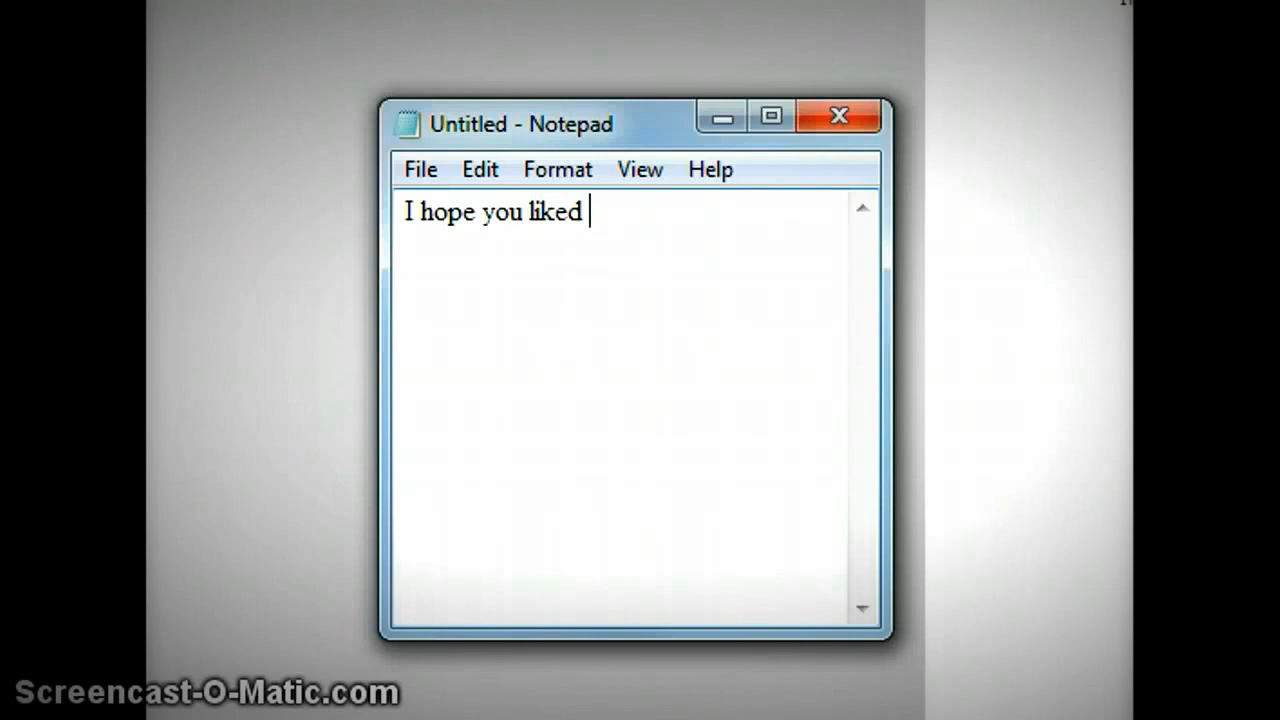 Untitled - Notepad
File Edit Format View Help
I hope you liked
Screencast-O-Matic.com